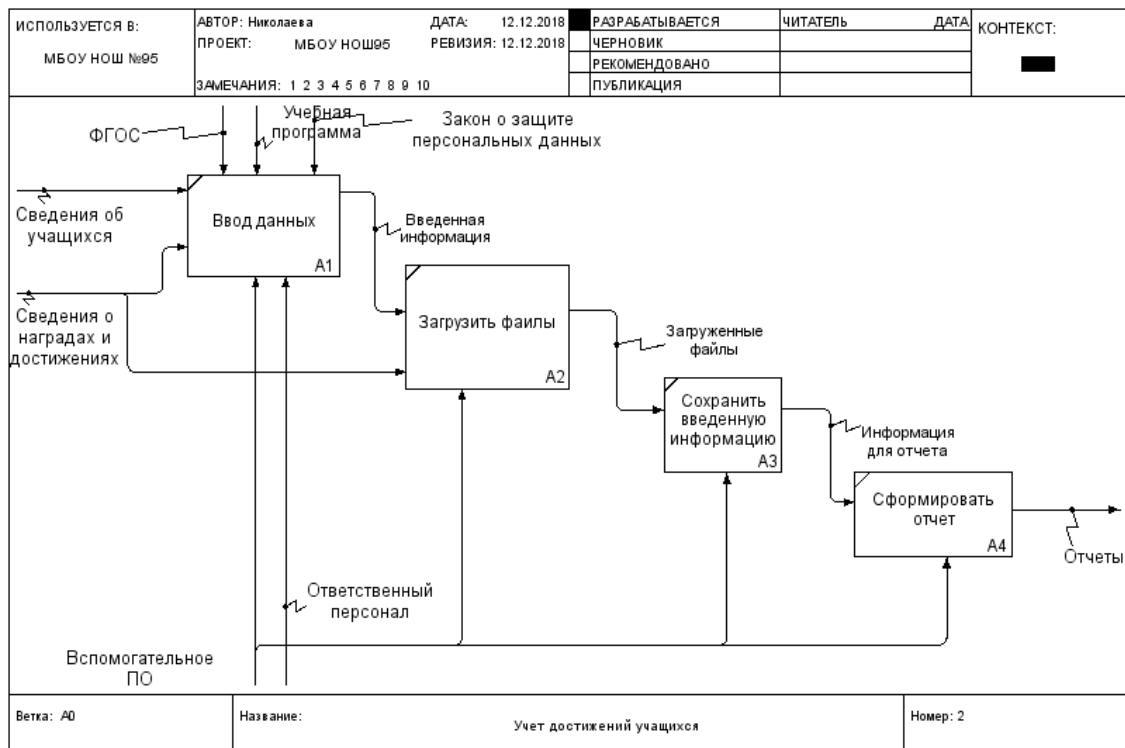 ИСПОЛЬЗУЕТСЯ В:
МБОУ НОШ №95
АВТОР: Николаева
ДАТА: 12.12.2018
ПРОЕКТ: МБОУ НОШ95
РЕВИЗИЯ: 12.12.2018
ЗАМЕЧАНИЯ: 1 2 3 4 5 6 7 8 9 10
РАЗРАБАТЫВАЕТСЯ
ЧЕРНОВИК
РЕКОМЕНДОВАНО
ПУБЛИКАЦИЯ
ЧИТАТЕЛЬ ДАТА
КОНТЕКСТ:
ФГОС
Учебная
программа
Закон о защите
персональных данных
Сведения об
учащихся
Ввод данных
A1
Введенная
информация
Сведения о
наградах и
достижениях
Загрузить фаилы
A2
Загруженные
файлы
Сохранить
введенную
информацию
A3
Информация
для отчета
Сформировать
отчет
A4
Отчеты
Ответственный
персонал
Вспомогательное
ПО
Ветка: A0
Название:
Учет достижений учащихся
Номер: 2